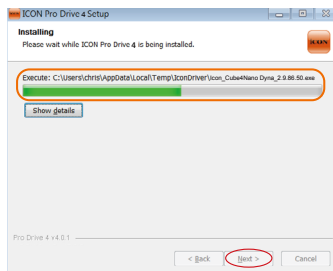 ICON Pro Drive 4 Setup
Installing
Please wait while ICON Pro Drive 4 is being installed.
ICON
Execute: C:\Users\chris\AppData\Local\Temp\IconDriver\Icon_Cube4Nano Dyna_2.9.86.50.exe
Show details
Pro Drive 4 v4.0.1
< Back
Next >
Cancel